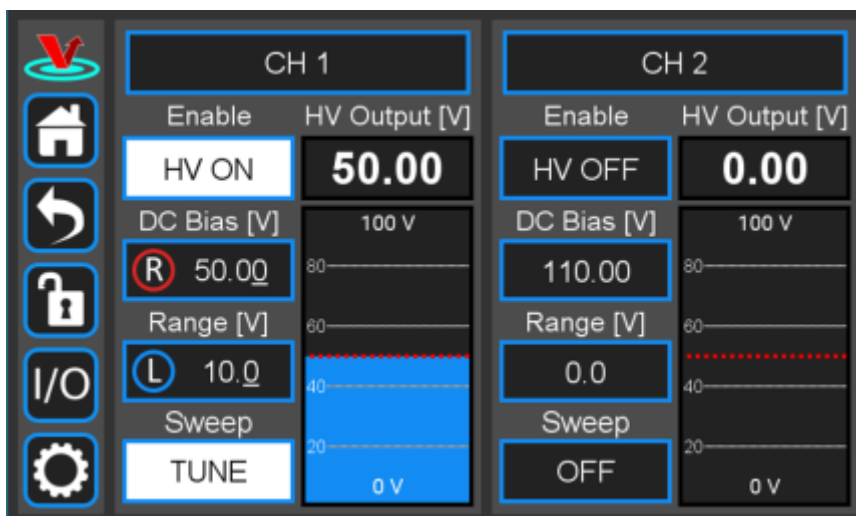 CH 1
Enable
HV Output [V]
HV ON
50.00
DC Bias [V]
R 50.00
Range [V]
L 10.0
Sweep
TUNE
100 V
80
60
40
20
0 V
CH 2
Enable
HV Output [V]
HV OFF
0.00
DC Bias [V]
110.00
Range [V]
0.0
Sweep
OFF
100 V
80
60
40
20
0 V
I/O